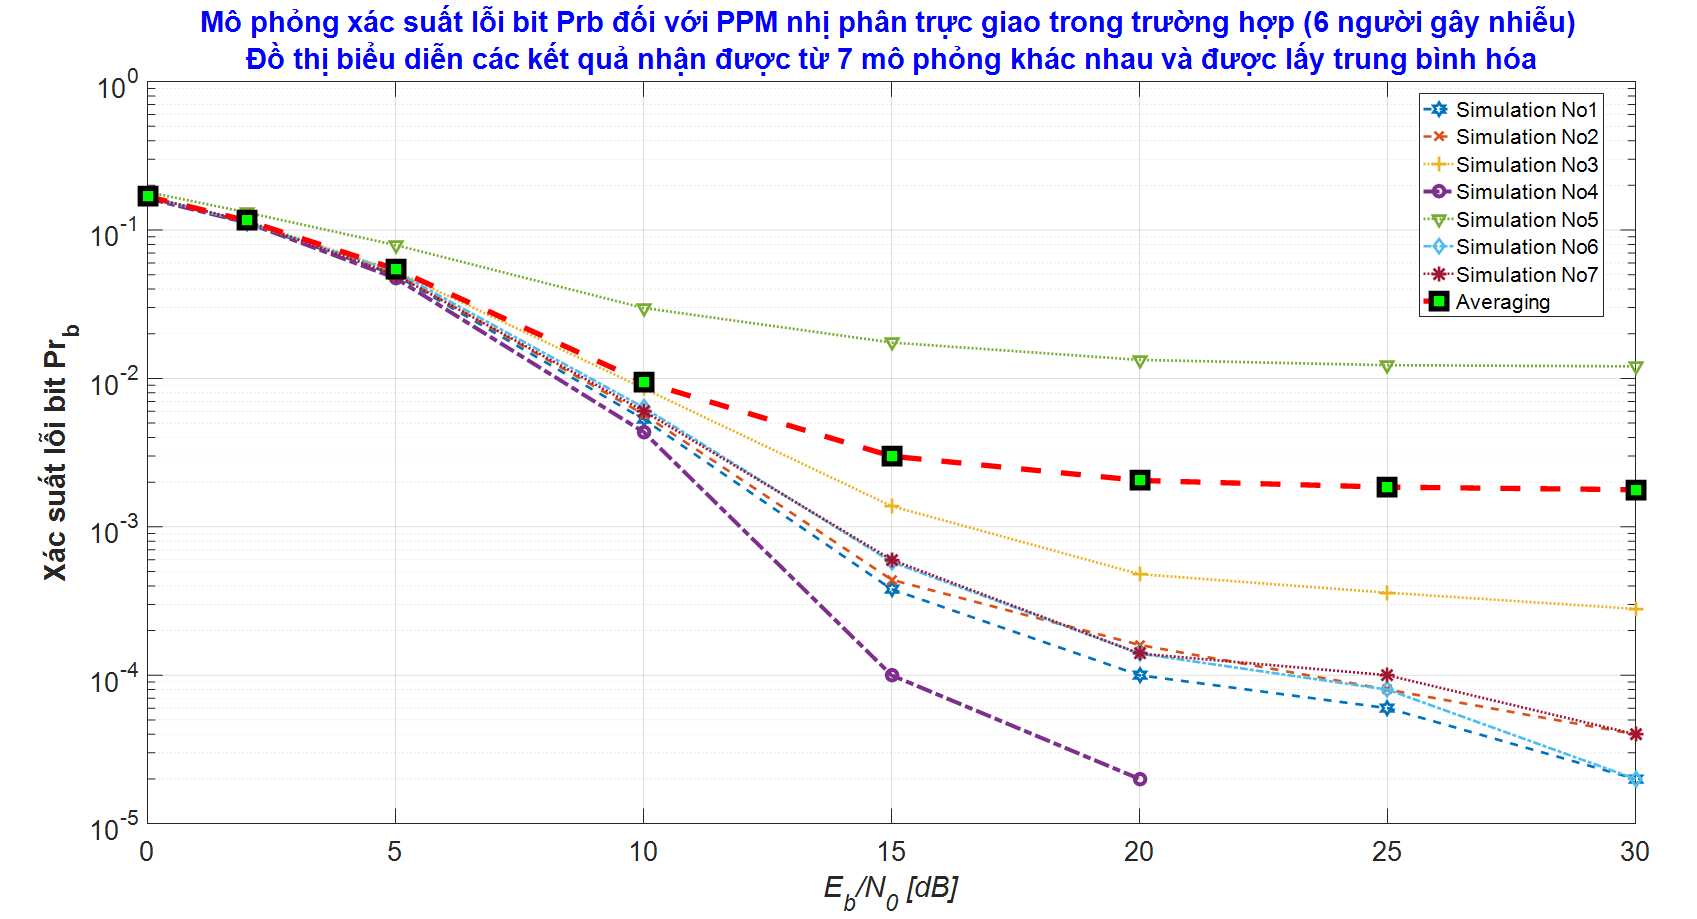 Mô phỏng xác suất lỗi bit Prb đối với PPM nhị phân trực giao trong trường hợp (6 người gây nhiễu)
Đồ thị biểu diễn các kết quả nhận được từ 7 mô phỏng khác nhau và được lấy trung bình hóa
10^0
10^-1
10^-2
10^-3
10^-4
10^-5
Xác suất lỗi bit Pr_b
Simulation No1
Simulation No2
Simulation No3
Simulation No4
Simulation No5
Simulation No6
Simulation No7
Averaging
0 5 10 15 20 25 30
E_b/N_0 [dB]